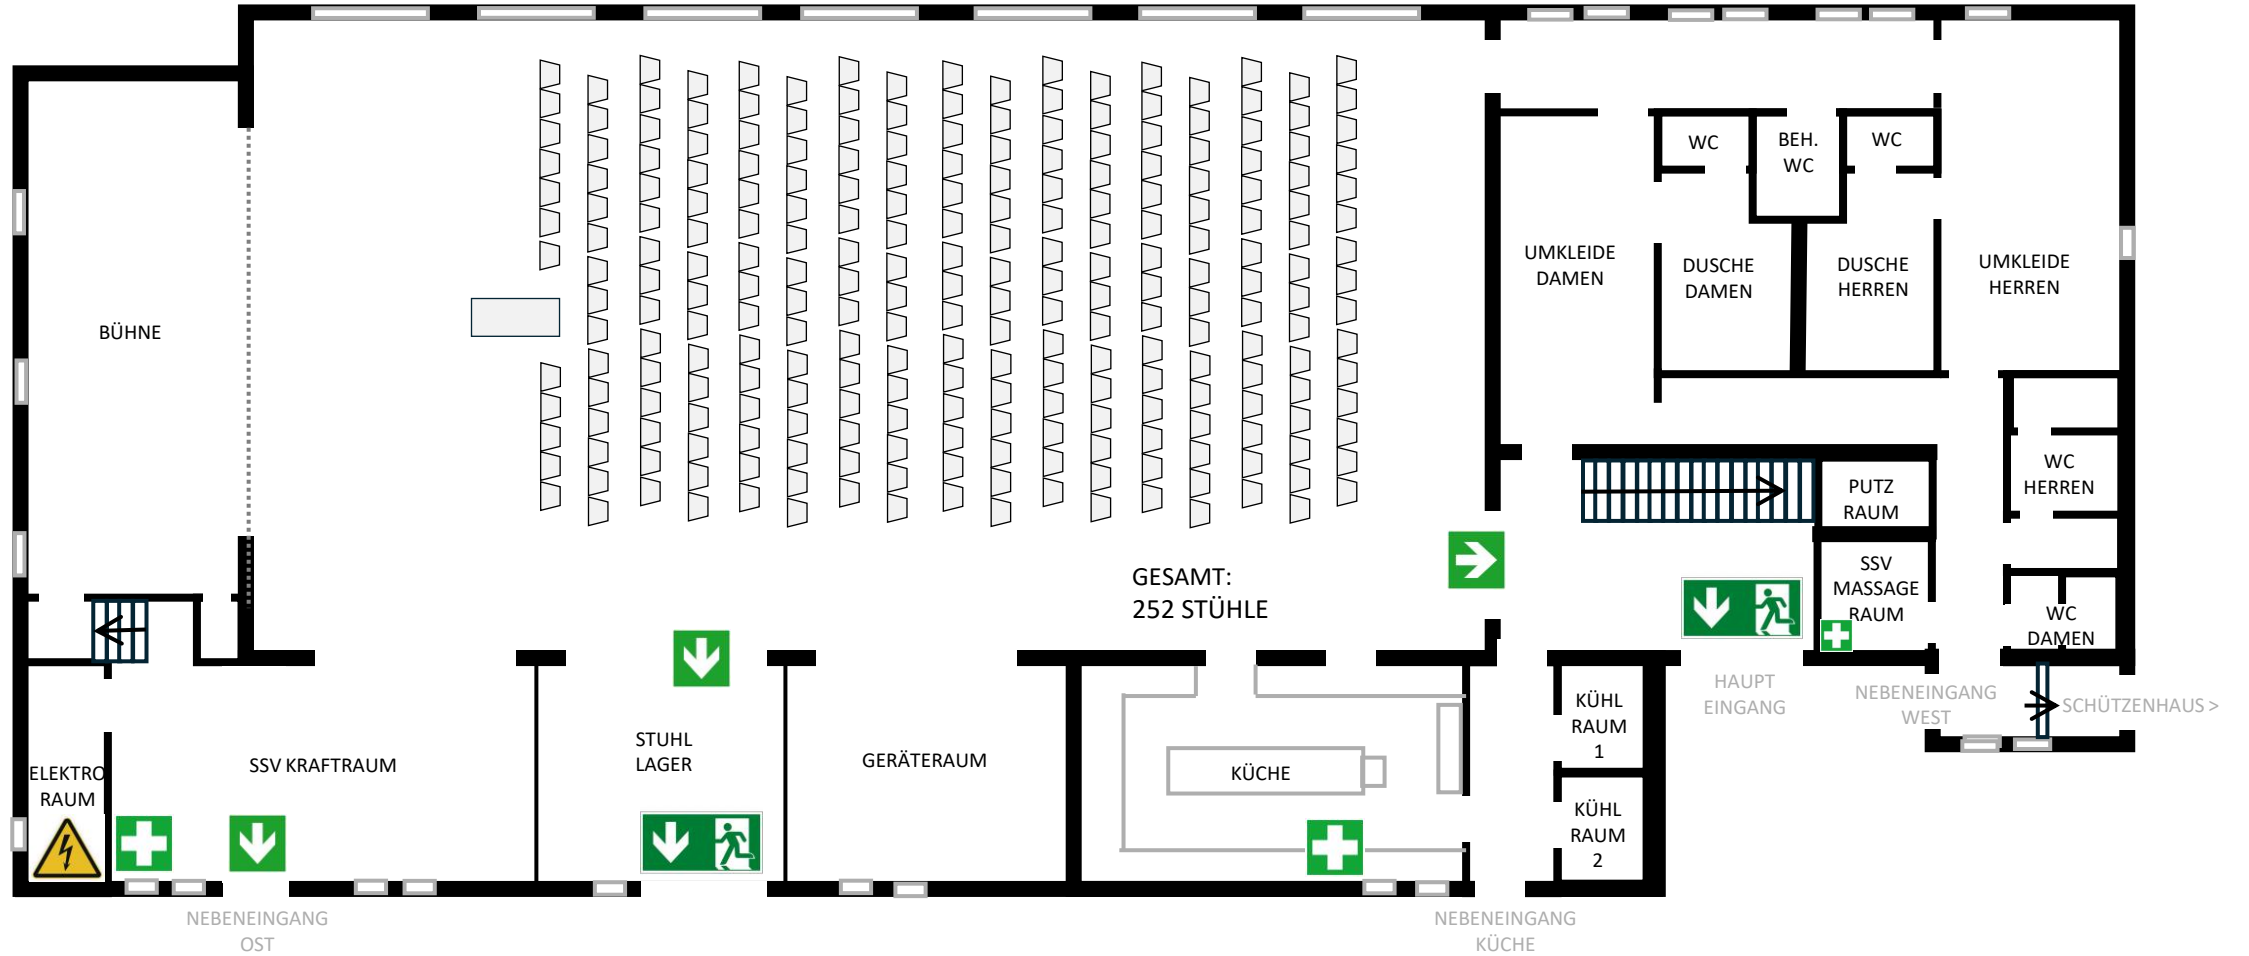 WC
BEH.
WC
WC
UMKLEIDE
DAMEN
DUSCHE
DAMEN
DUSCHE
HERREN
UMKLEIDE
HERREN
BÜHNE
WC
HERREN
PUTZ
RAUM
GESAMT:
252 STÜHLE
SSV
MASSAGE
RAUM
WC
DAMEN
HAUPT
EINGANG
NEBENEINGANG
WEST
SCHÜTZENHAUS >
KÜHL
RAUM
1
STUHL
LAGER
GERÄTERAUM
SSV KRAFTRAUM
KÜCHE
ELEKTRO
RAUM
KÜHL
RAUM
2
NEBENEINGANG
OST
NEBENEINGANG
KÜCHE